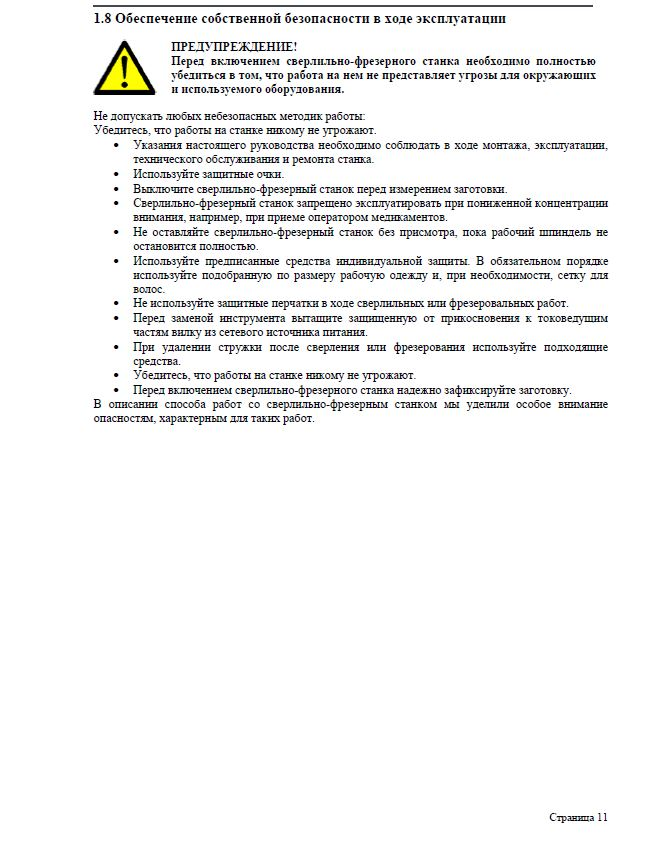 1.8 Обеспечение собственной безопасности в ходе эксплуатации
ПРЕДУПРЕЖДЕНИЕ!
Перед включением сверлильно-фрезерного станка необходимо полностью
убедиться в том, что работа на нем не представляет угрозы для окружающих
и используемого оборудования.
Не допускать любых небезопасных методик работы:
Убедитесь, что работы на станке никому не угрожают.
• Указания настоящего руководства необходимо соблюдать в ходе монтажа, эксплуатации,
технического обслуживания и ремонта станка.
• Используйте защитные очки.
• Выключите сверлильно-фрезерный станок перед измерением заготовки.
• Сверлильно-фрезерный станок запрещено эксплуатировать при пониженной концентрации
внимания, например, при приеме оператором медикаментов.
• Не оставляйте сверлильно-фрезерный станок без присмотра, пока рабочий шпиндель не
остановится полностью.
• Используйте предписанные средства индивидуальной защиты. В обязательном порядке
используйте подобранную по размеру рабочую одежду и, при необходимости, сетку для
волос.
• Не используйте защитные перчатки в ходе сверлильных или фрезеровальных работ.
• Перед заменой инструмента вытащите защищенную от прикосновения к токоведущим
частям вилку из сетевого источника питания.
• При удалении стружки после сверления или фрезерования используйте подходящие
средства.
• Убедитесь, что работы на станке никому не угрожают.
• Перед включением сверлильно-фрезерного станка надежно зафиксируйте заготовку.
В описании способа работ со сверлильно-фрезерным станком мы уделили особое внимание
опасностям, характерным для таких работ.
Страница 11